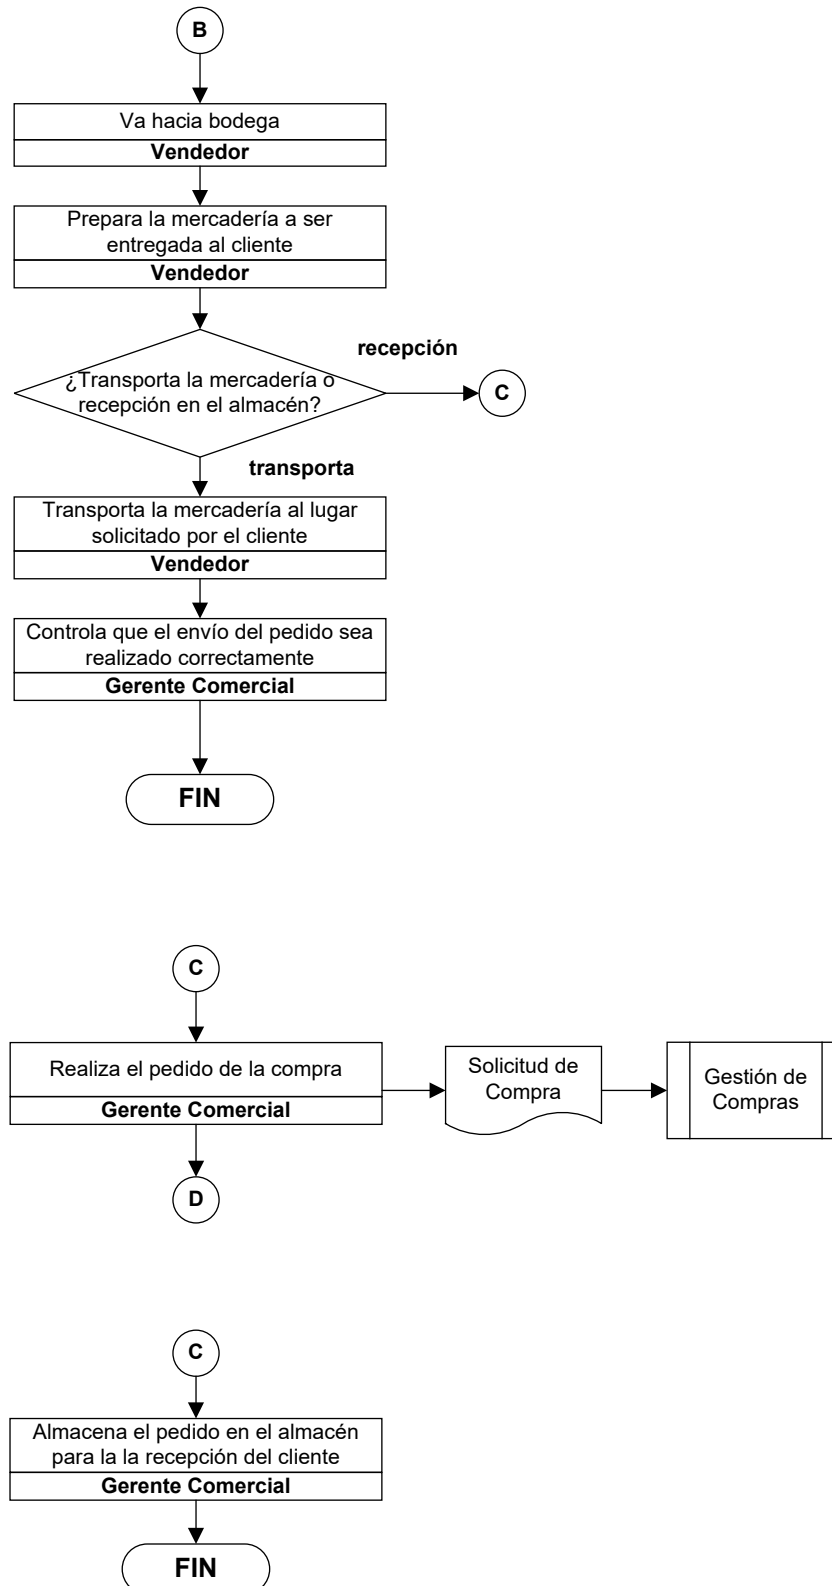 B
Va hacia bodega
Vendedor
Prepara la mercadería a ser
entregada al cliente
Vendedor
¿Transporta la mercadería o
recepción en el almacén?
recepción
C
transporta
Transporta la mercadería al lugar
solicitado por el cliente
Vendedor
Controla que el envío del pedido sea
realizado correctamente
Gerente Comercial
FIN
C
Realiza el pedido de la compra
Gerente Comercial
Solicitud de
Compra
Gestión de
Compras
D
C
Almacena el pedido en el almacén
para la la recepción del cliente
Gerente Comercial
FIN